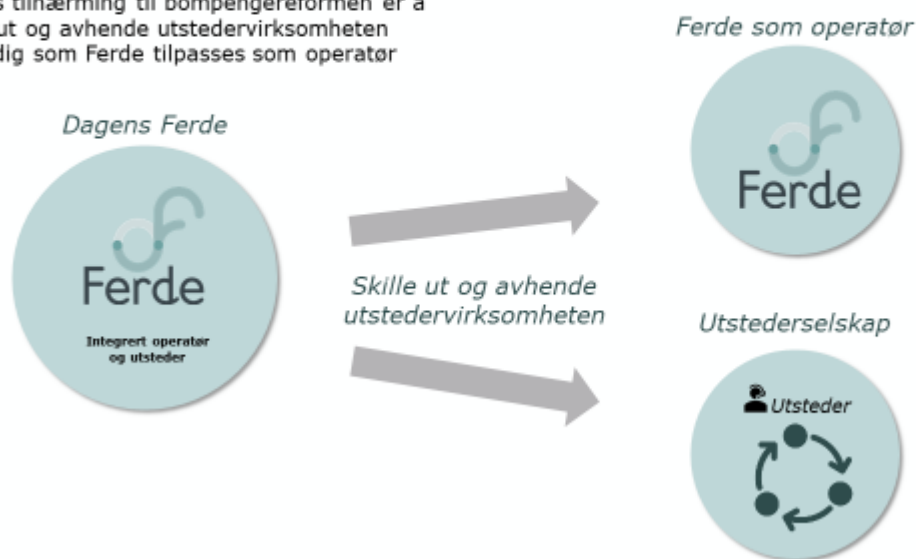 s tilnærming til bompengereformen er å
ut og avhende utstedervirksomheten
dig som Ferde tilpasses som operatør
Dagens Ferde
Ferde
Integrert operatør
og utsteder
Skille ut og avhende
utstedervirksomheten
Ferde som operatør
Ferde
Utstederselskap
Utsteder